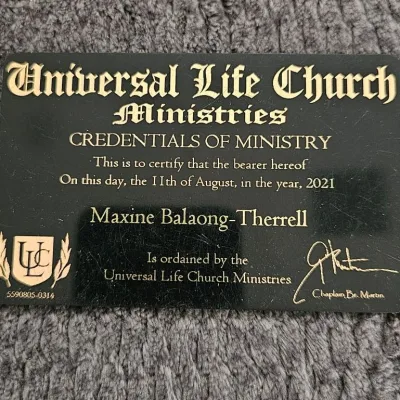 Universal Life Church
Ministries
CREDENTIALS OF MINISTRY
This is to certify that the bearer hereof
On this day, the 11th of August, in the year, 2021
Maxine Balaong-Therrell
Is ordained by the
Universal Life Church Ministries
ULC
5590805-0314
Chaplain Br. Martin